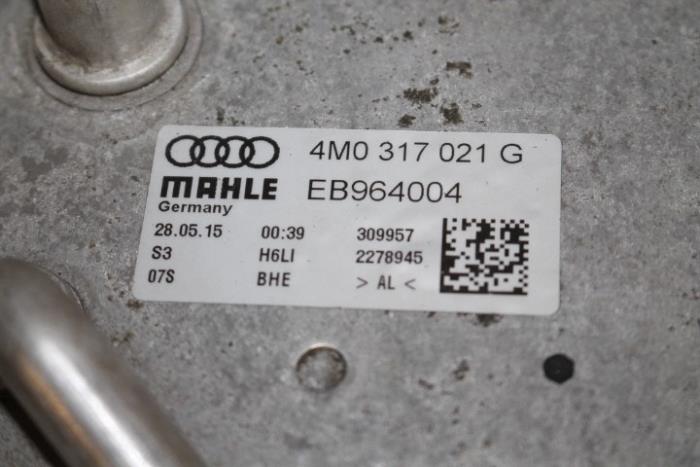 4M0 317 021 G
MAHLE EB964004
Germany
28.05.15 00:39 309957
S3 H6LI 2278945
07S BHE > AL <